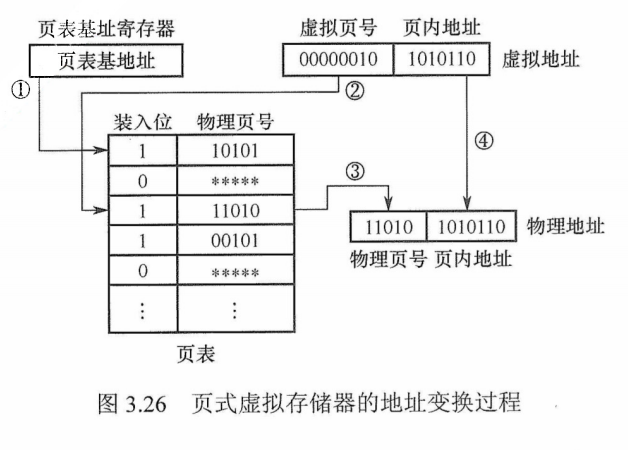 页表基址寄存器
页表基地址
虚拟页号 页内地址
00000010 1010110 虚拟地址
①
②
装入位 物理页号
1 10101
0 *****
1 11010
1 00101
0 *****
⋮ ⋮
页表
③
④
11010 1010110 物理地址
物理页号 页内地址
图 3.26 页式虚拟存储器的地址变换过程